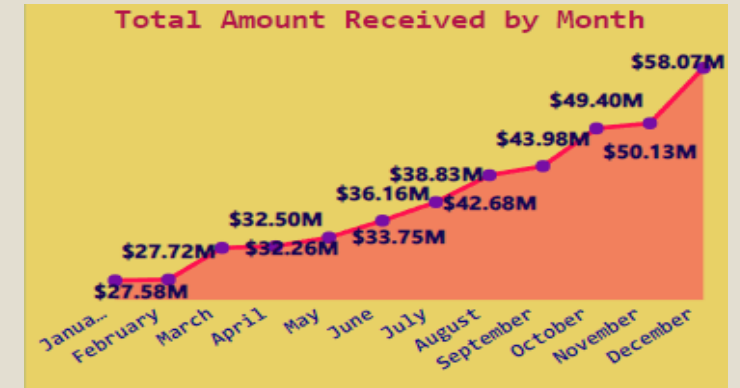 Total Amount Received by Month
$58.07M
$49.40M
$43.98M
$50.13M
$38.83M
$36.16M
$42.68M
$32.50M
$33.75M
$27.72M
$32.26M
$27.58M
Janua...
February
March
April
May
June
July
August
September
October
November
December